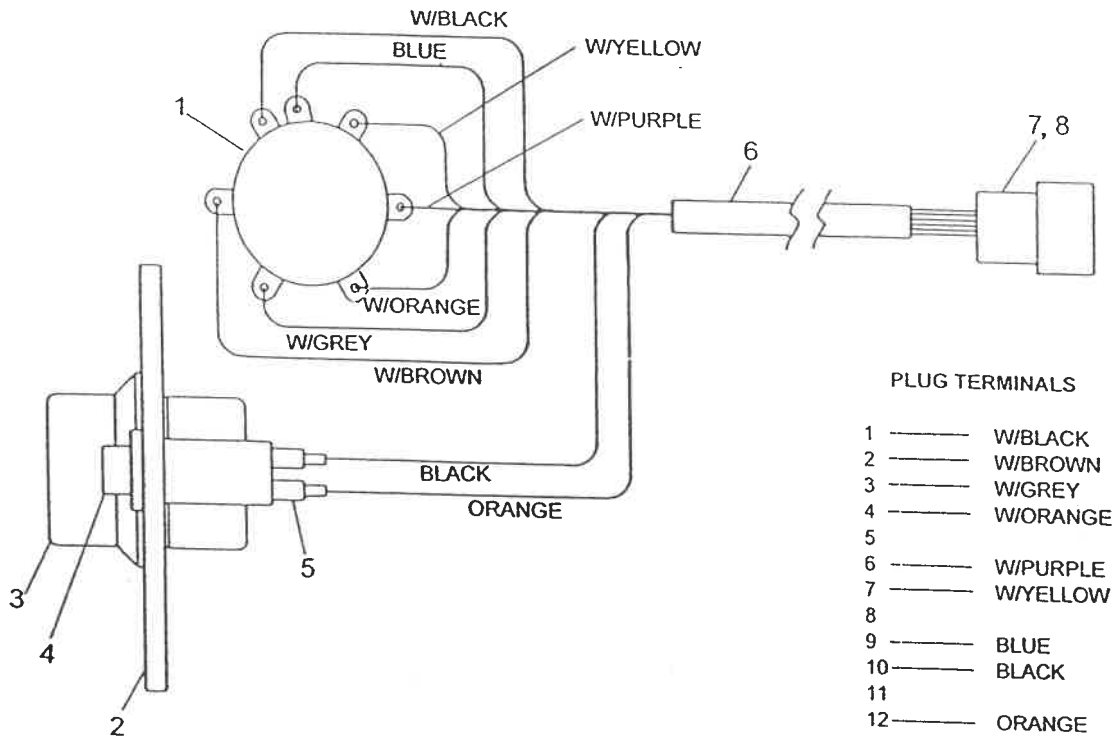 W/BLACK
BLUE
W/YELLOW
1
W/PURPLE
6
7, 8
W/ORANGE
W/GREY
W/BROWN
BLACK
ORANGE
5
3
4
2
PLUG TERMINALS
1 W/BLACK
2 W/BROWN
3 W/GREY
4 W/ORANGE
5
6 W/PURPLE
7 W/YELLOW
8
9 BLUE
10 BLACK
11
12 ORANGE